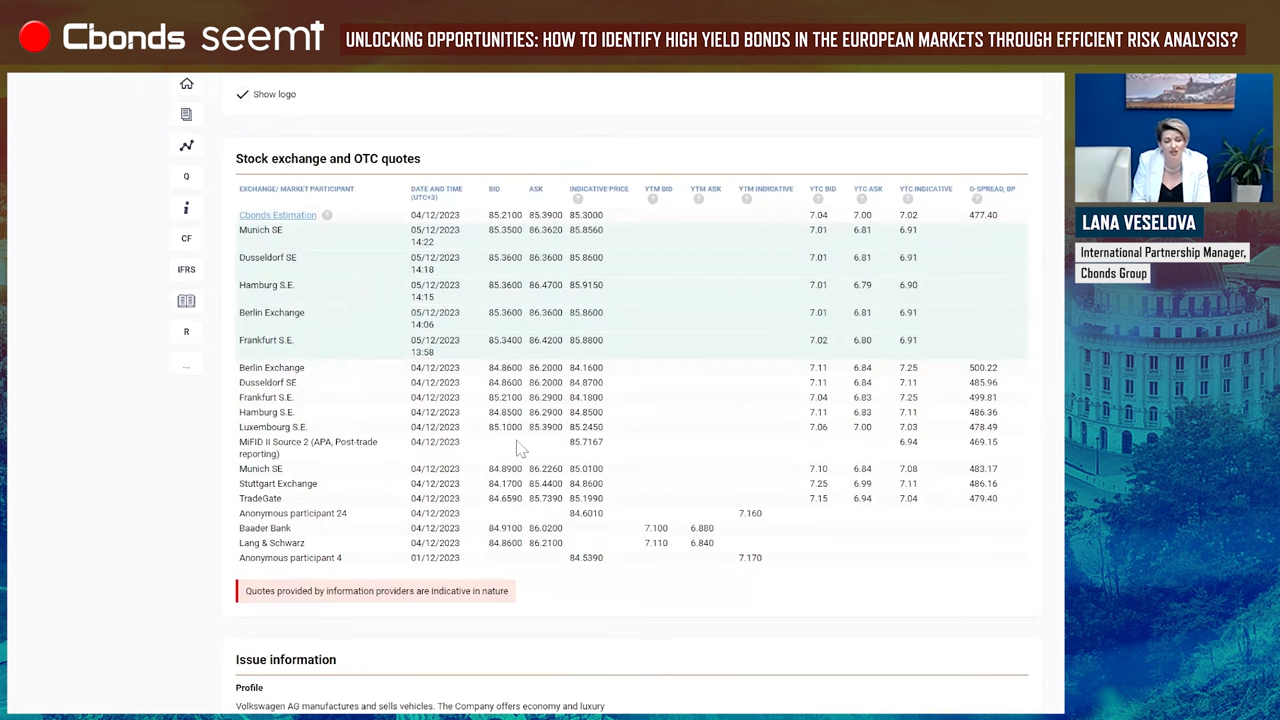 Cbonds seemt UNLOCKING OPPORTUNITIES: HOW TO IDENTIFY HIGH YIELD BONDS IN THE EUROPEAN MARKETS THROUGH EFFICIENT RISK ANALYSIS?
Show logo
Stock exchange and OTC quotes
EXCHANGE/ MARKET PARTICIPANT DATE AND TIME (UTC+3) BID ASK INDICATIVE PRICE ? YTM BID ? YTM ASK ? YTM INDICATIVE ? YTC BID ? YTC ASK ? YTC INDICATIVE ? G-SPREAD, BP ?
Cbonds Estimation ? 04/12/2023 85.2100 85.3900 85.3000 7.04 7.00 7.02 477.40
Munich SE 05/12/2023 14:22 85.3500 86.3620 85.8560 7.01 6.81 6.91
Dusseldorf SE 05/12/2023 14:18 85.3600 86.3600 85.8600 7.01 6.81 6.91
Hamburg S.E. 05/12/2023 14:15 85.3600 86.4700 85.9150 7.01 6.79 6.90
Berlin Exchange 05/12/2023 14:06 85.3600 86.3600 85.8600 7.01 6.81 6.91
Frankfurt S.E. 05/12/2023 13:58 85.3400 86.4200 85.8800 7.02 6.80 6.91
Berlin Exchange 04/12/2023 84.8600 86.2000 84.1600 7.11 6.84 7.25 500.22
Dusseldorf SE 04/12/2023 84.8600 86.2000 84.8700 7.11 6.84 7.11 485.96
Frankfurt S.E. 04/12/2023 85.2100 86.2900 84.1800 7.04 6.83 7.25 499.81
Hamburg S.E. 04/12/2023 84.8500 86.2900 84.8500 7.11 6.83 7.11 486.36
Luxembourg S.E. 04/12/2023 85.1000 85.3900 85.2450 7.06 7.00 7.03 478.49
MiFID II Source 2 (APA, Post-trade reporting) 04/12/2023 85.7167 6.94 469.15
Munich SE 04/12/2023 84.8900 86.2260 85.0100 7.10 6.84 7.08 483.17
Stuttgart Exchange 04/12/2023 84.1700 85.4400 84.8600 7.25 6.99 7.11 486.16
TradeGate 04/12/2023 84.6590 85.7390 85.1990 7.15 6.94 7.04 479.40
Anonymous participant 24 04/12/2023 84.6010 7.160
Baader Bank 04/12/2023 84.9100 86.0200 7.100 6.880
Lang & Schwarz 04/12/2023 84.8600 86.2100 7.110 6.840
Anonymous participant 4 01/12/2023 84.5390 7.170
Quotes provided by information providers are indicative in nature
Issue information
Profile
Volkswagen AG manufactures and sells vehicles. The Company offers economy and luxury
Q
i
CF
IFRS
R
...
LANA VESELOVA
International Partnership Manager,
Cbonds Group